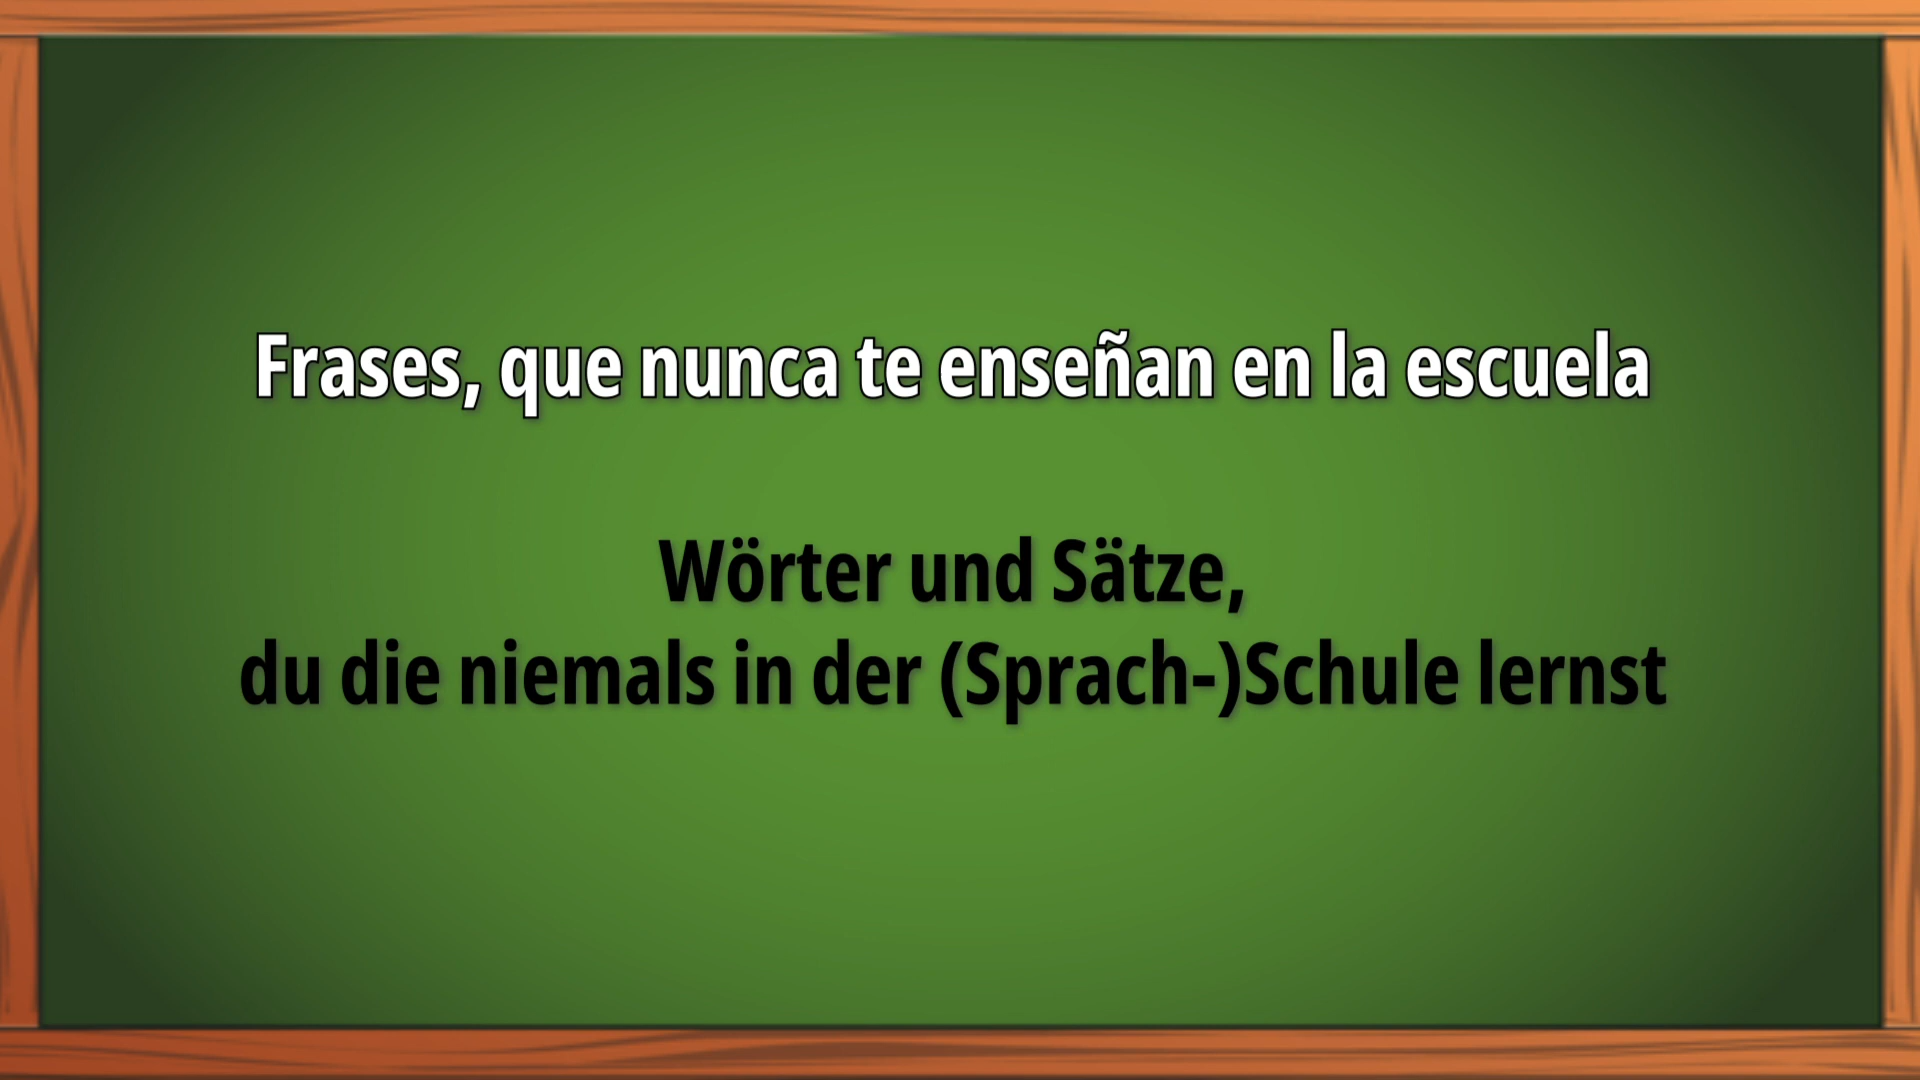 Frases, que nunca te enseñan en la escuela
Wörter und Sätze,
du die niemals in der (Sprach-)Schule lernst